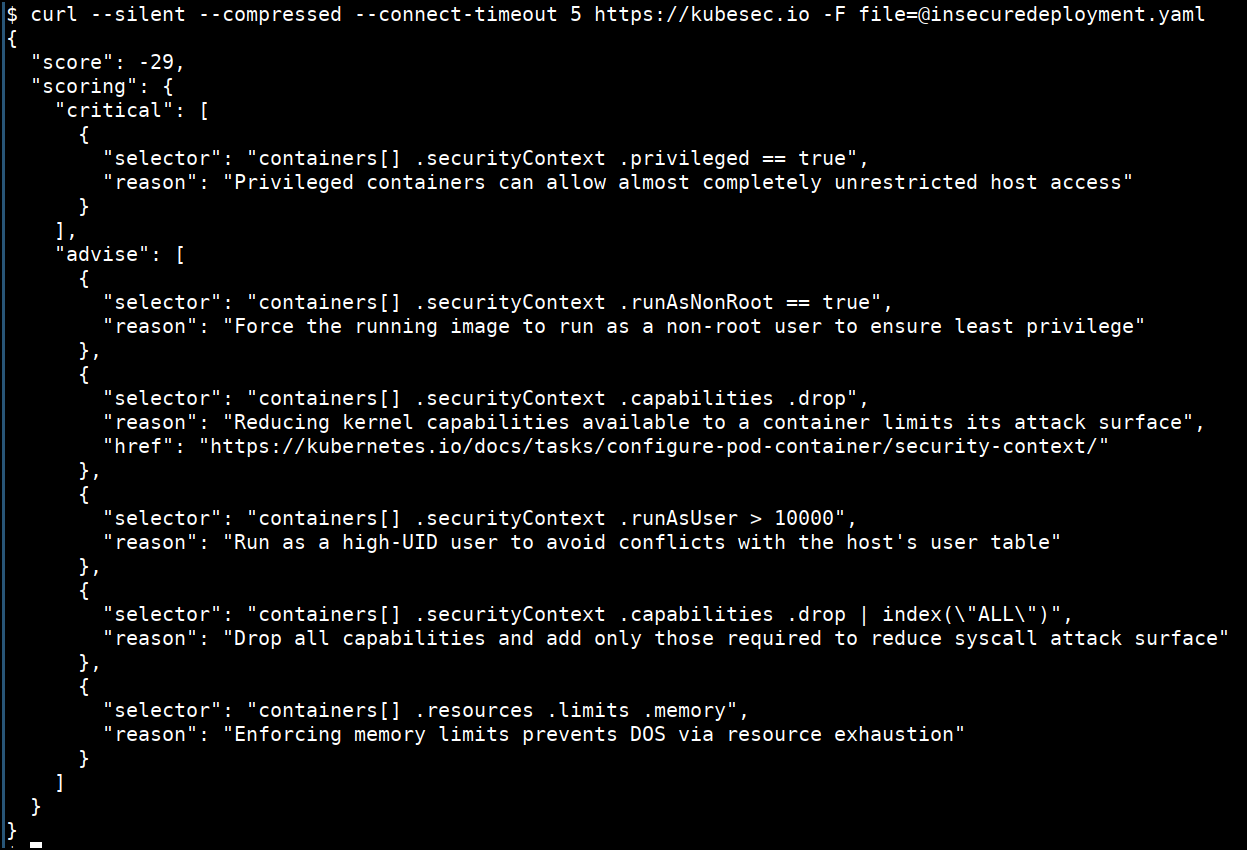 $ curl --silent --compressed --connect-timeout 5 https://kubesec.io -F file=@insecuredeployment.yaml
{
  "score": -29,
  "scoring": {
    "critical": [
      {
        "selector": "containers[] .securityContext .privileged == true",
        "reason": "Privileged containers can allow almost completely unrestricted host access"
      }
    ],
    "advise": [
      {
        "selector": "containers[] .securityContext .runAsNonRoot == true",
        "reason": "Force the running image to run as a non-root user to ensure least privilege"
      },
      {
        "selector": "containers[] .securityContext .capabilities .drop",
        "reason": "Reducing kernel capabilities available to a container limits its attack surface",
        "href": "https://kubernetes.io/docs/tasks/configure-pod-container/security-context/"
      },
      {
        "selector": "containers[] .securityContext .runAsUser > 10000",
        "reason": "Run as a high-UID user to avoid conflicts with the host's user table"
      },
      {
        "selector": "containers[] .securityContext .capabilities .drop | index(\"ALL\")",
        "reason": "Drop all capabilities and add only those required to reduce syscall attack surface"
      },
      {
        "selector": "containers[] .resources .limits .memory",
        "reason": "Enforcing memory limits prevents DOS via resource exhaustion"
      }
    ]
  }
}